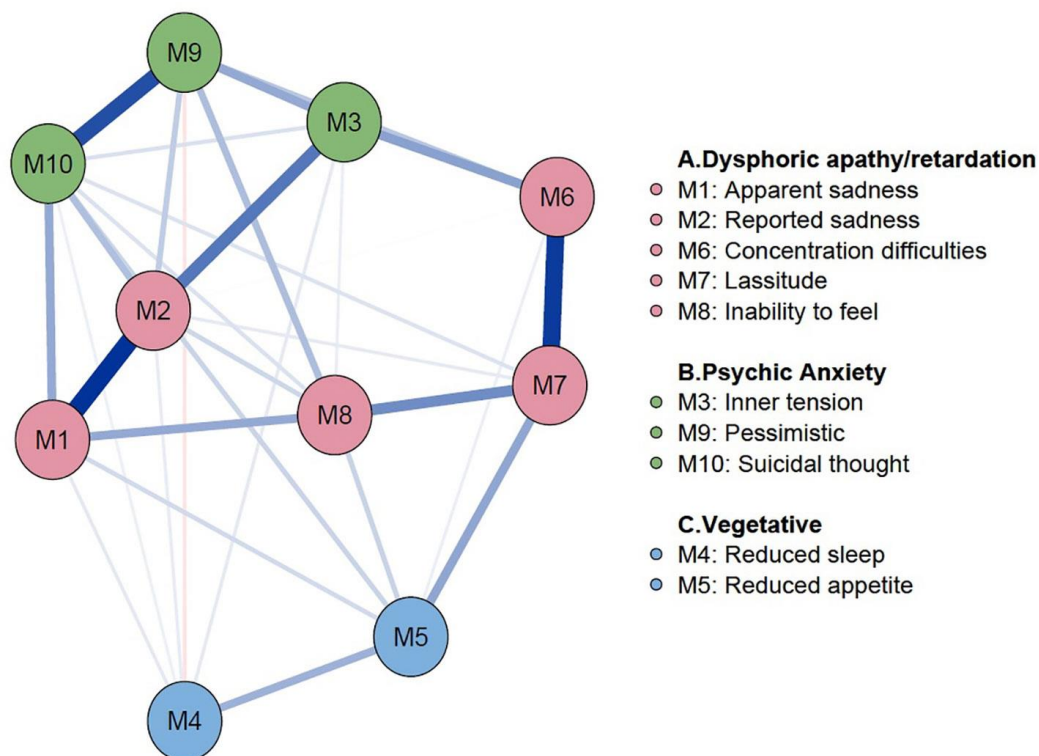 M9
M3
M10
M6
M2
M7
M8
M1
M5
M4
A.Dysphoric apathy/retardation
M1: Apparent sadness
M2: Reported sadness
M6: Concentration difficulties
M7: Lassitude
M8: Inability to feel
B.Psychic Anxiety
M3: Inner tension
M9: Pessimistic
M10: Suicidal thought
C.Vegetative
M4: Reduced sleep
M5: Reduced appetite